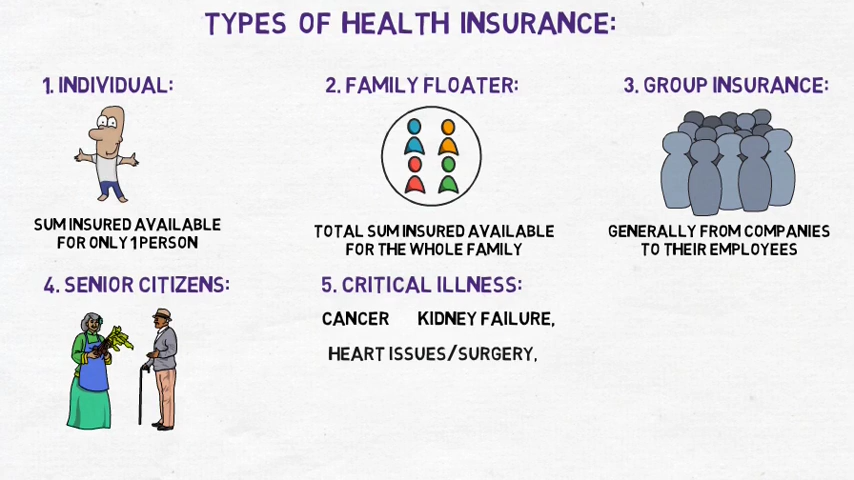 TYPES OF HEALTH INSURANCE:
1. INDIVIDUAL:
SUM INSURED AVAILABLE
FOR ONLY 1 PERSON
2. FAMILY FLOATER:
TOTAL SUM INSURED AVAILABLE
FOR THE WHOLE FAMILY
3. GROUP INSURANCE:
GENERALLY FROM COMPANIES
TO THEIR EMPLOYEES
4. SENIOR CITIZENS:
5. CRITICAL ILLNESS:
CANCER KIDNEY FAILURE,
HEART ISSUES/SURGERY,